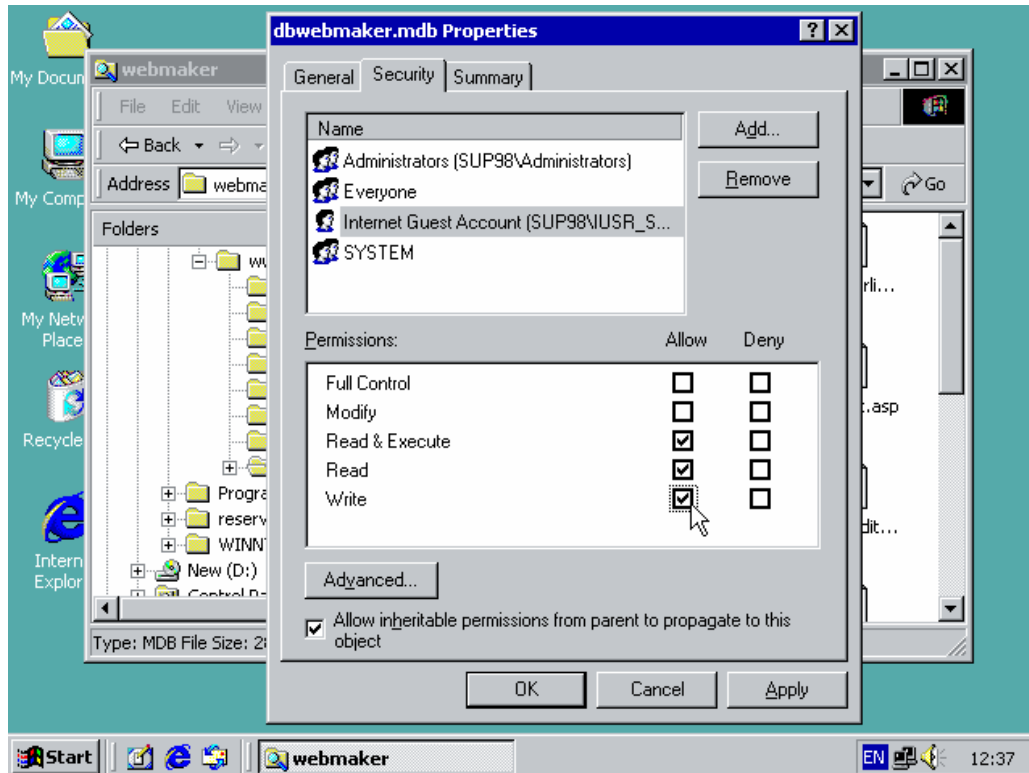 My Docum
My Comp
My Netw
Place
Recycle
Intern
Explor
webmaker
File Edit View
Back
Address webma
Go
Folders
wu
Progra
reserv
WINNT
New (D:)
Control Pa
rli...
.asp
dit...
Type: MDB File Size: 28
dbwebmaker.mdb Properties
General Security Summary
Name
Administrators (SUP98\Administrators)
Everyone
Internet Guest Account (SUP98\IUSR_S...
SYSTEM
Add...
Remove
Permissions: Allow Deny
Full Control
Modify
Read & Execute
Read
Write
Advanced...
Allow inheritable permissions from parent to propagate to this
object
OK Cancel Apply
Start
webmaker
EN
12:37